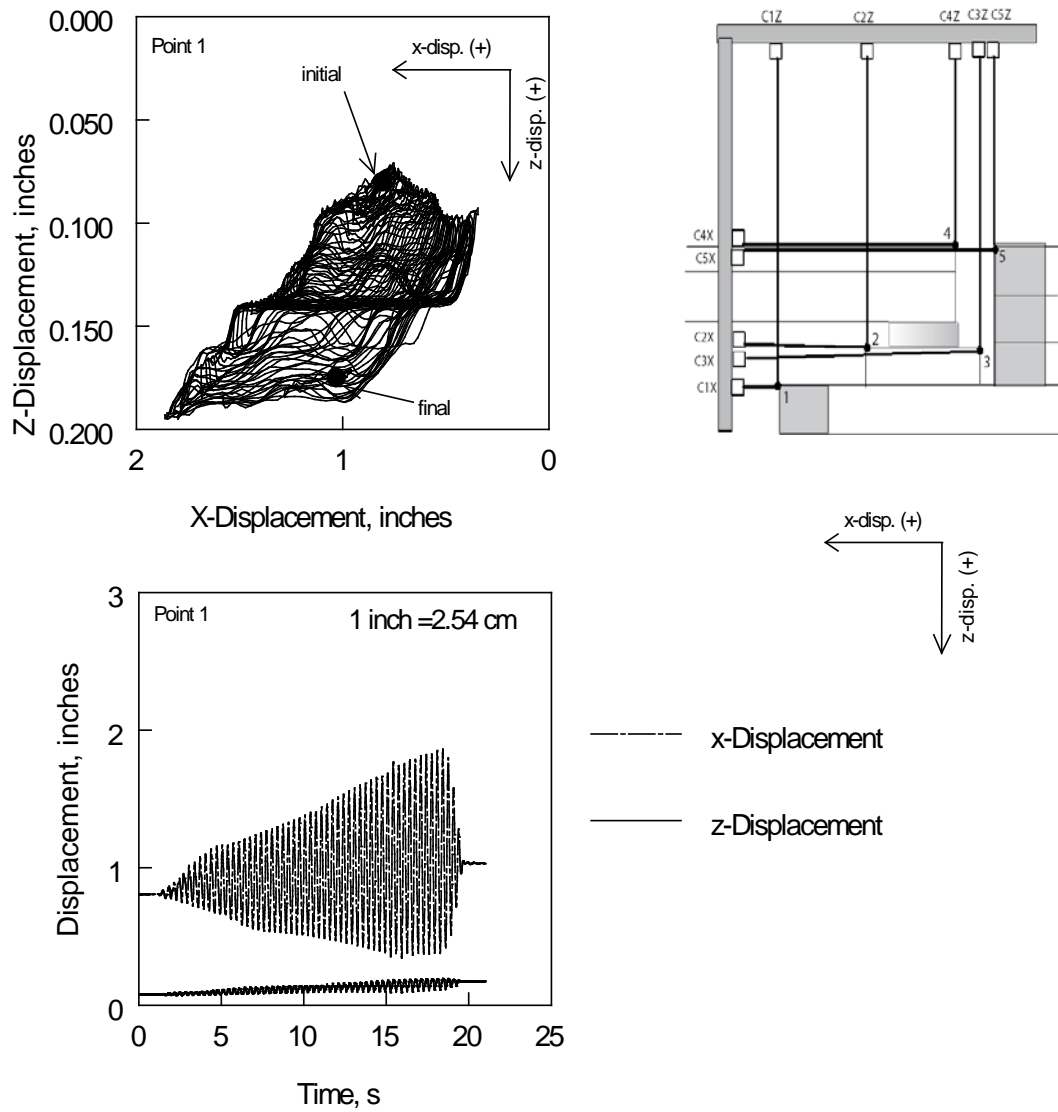 0.000
0.050
0.100
0.150
0.200
Z-Displacement, inches
Point 1
x-disp. (+)
z-disp. (+)
initial
final
2
1
0
X-Displacement, inches
C1Z
C2Z
C4Z
C3Z
C5Z
C4X
C5X
C2X
C3X
C1X
4
5
2
3
1
x-disp. (+)
z-disp. (+)
3
2
1
0
Displacement, inches
Point 1
1 inch =2.54 cm
0
5
10
15
20
25
Time, s
x-Displacement
z-Displacement